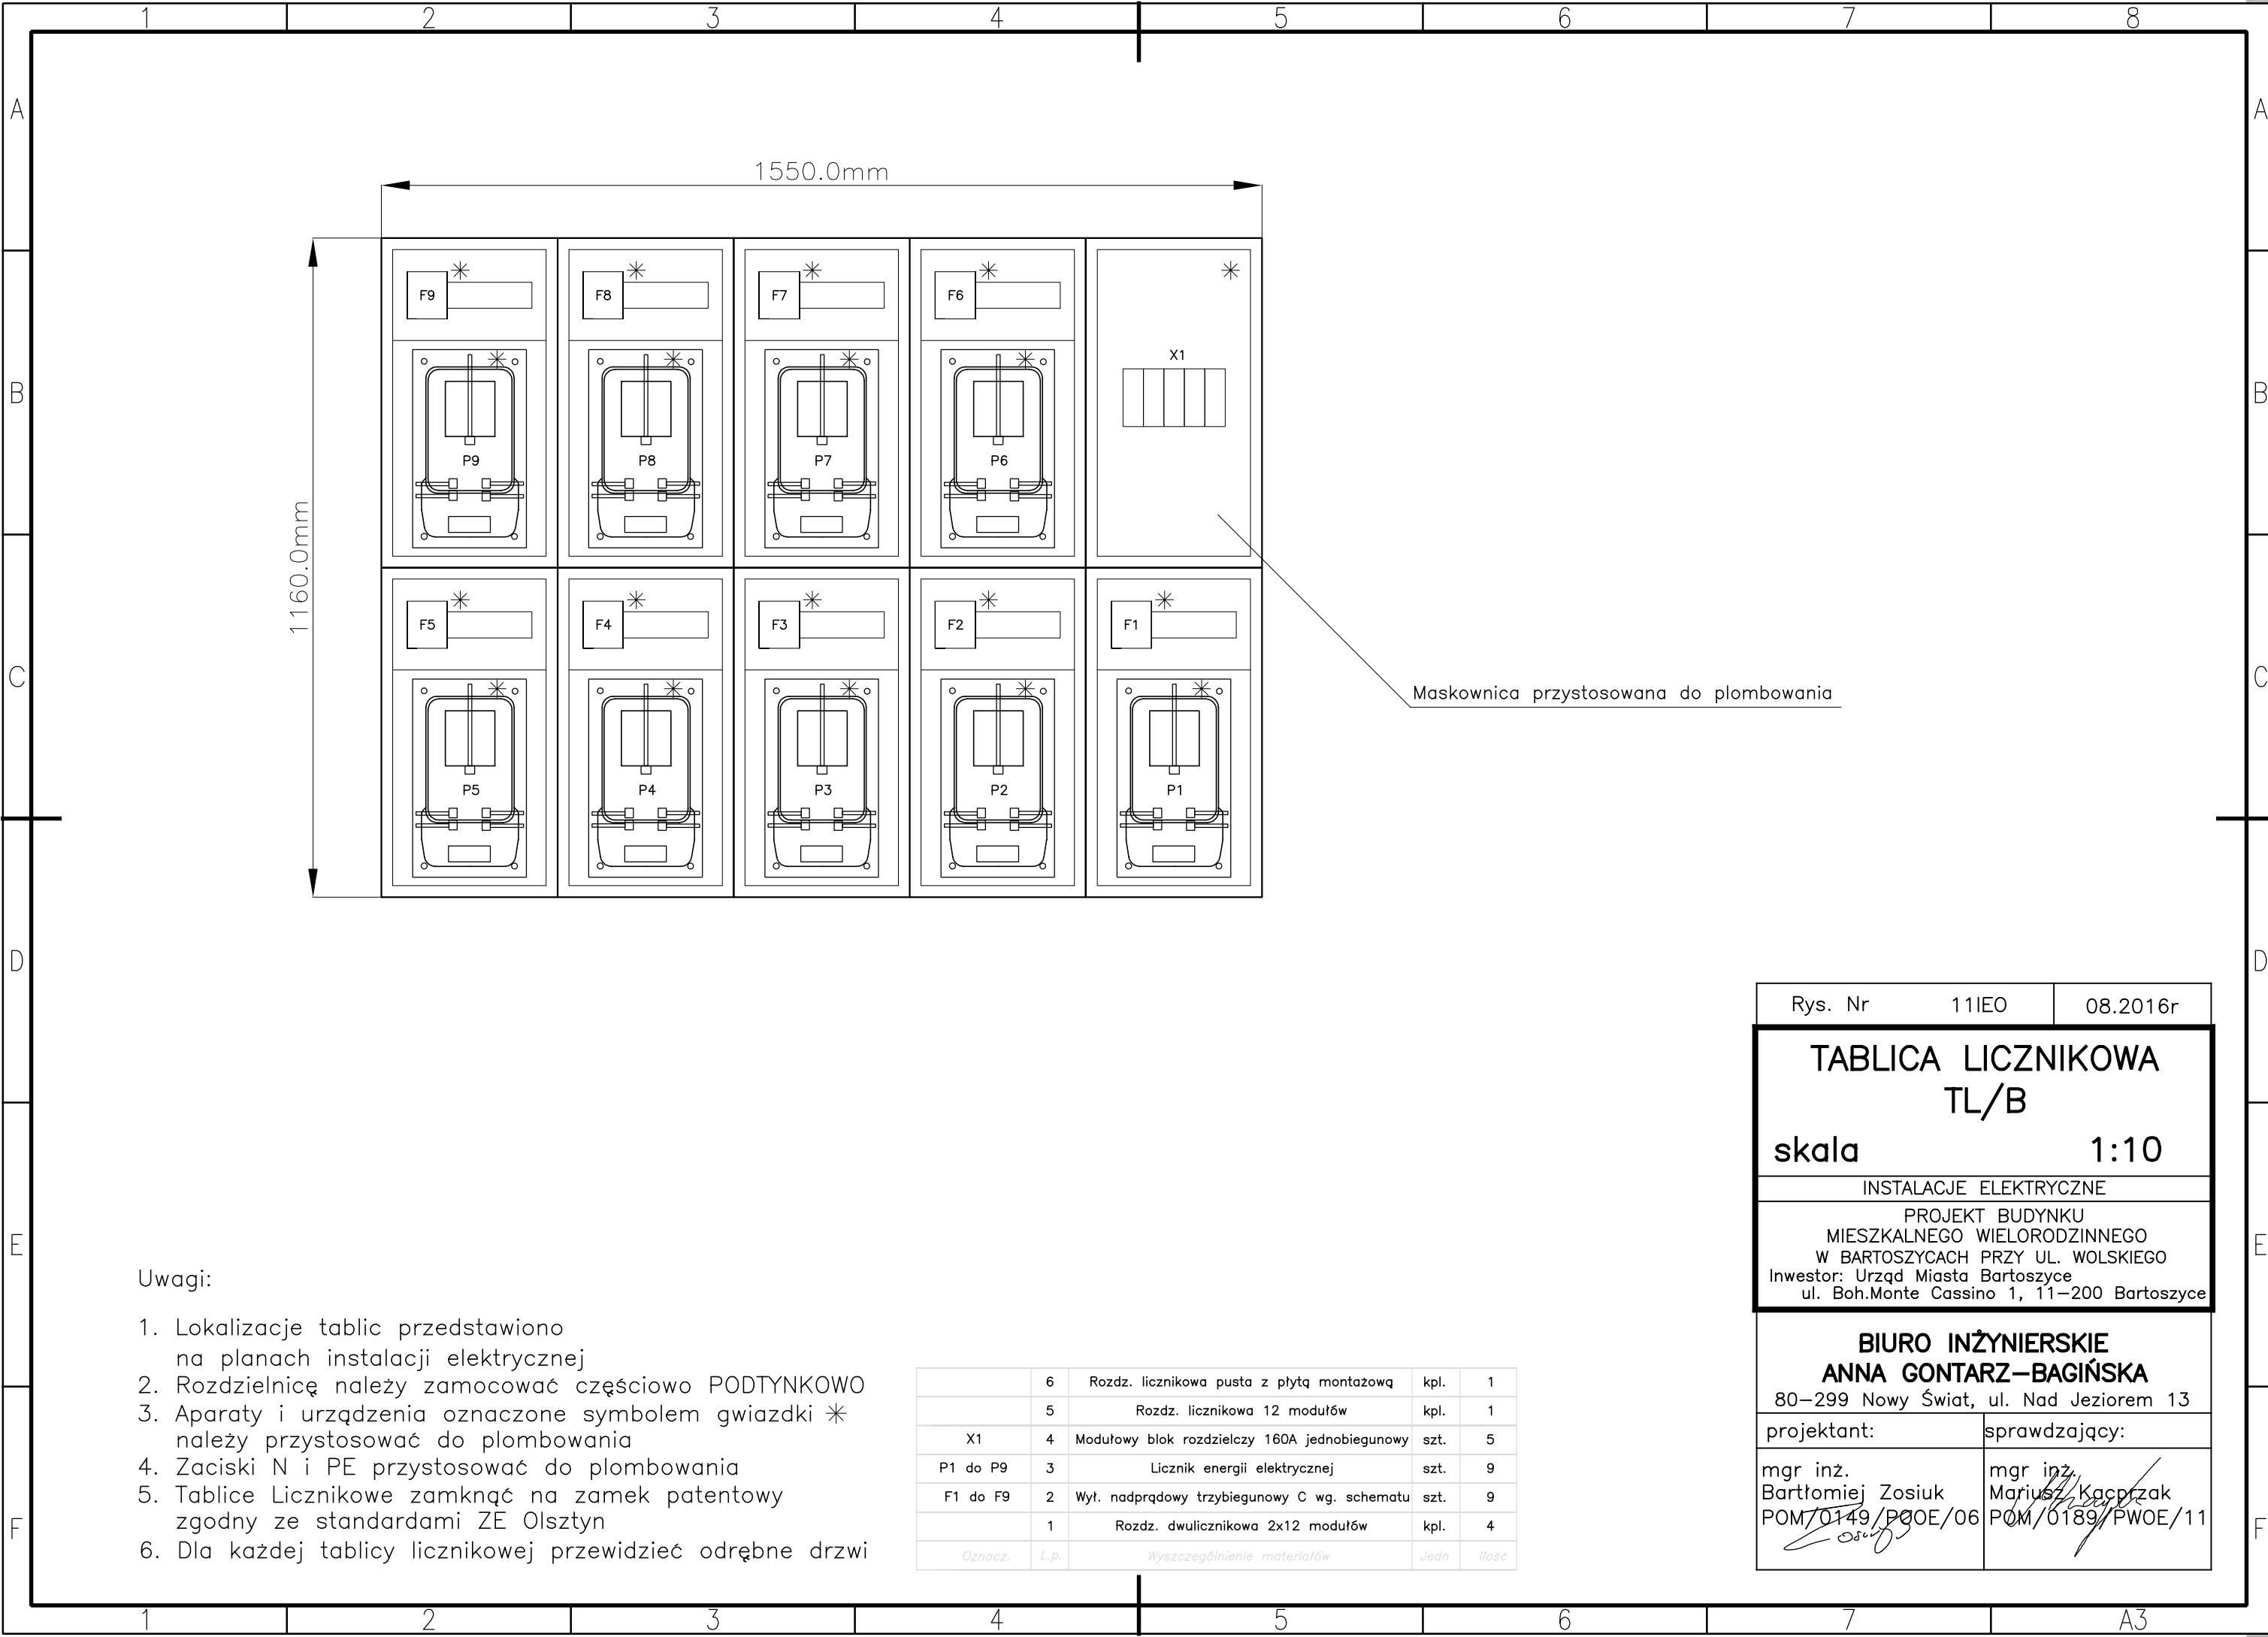 1 2 3 4 5 6 7 8
A A
1550.0mm
F9 F8 F7 F6
X1
B B
P9 P8 P7 P6
1160.0mm
F5 F4 F3 F2 F1
C C
Maskownica przystosowana do plombowania
P5 P4 P3 P2 P1
D D
Rys. Nr 11IEO 08.2016r
TABLICA LICZNIKOWA
TL/B
skala 1:10
INSTALACJE ELEKTRYCZNE
PROJEKT BUDYNKU
MIESZKALNEGO WIELORODZINNEGO
W BARTOSZYCACH PRZY UL. WOLSKIEGO
Inwestor: Urząd Miasta Bartoszyce
ul. Boh.Monte Cassino 1, 11-200 Bartoszyce
E E
BIURO INŻYNIERSKIE
ANNA GONTARZ-BAGIŃSKA
80-299 Nowy Świat, ul. Nad Jeziorem 13
projektant: sprawdzający:
mgr inż. mgr inż.
Bartłomiej Zosiuk Mariusz Kacprzak
POM/0149/POOE/06 POM/0189/PWOE/11
Uwagi:
1. Lokalizacje tablic przedstawiono
na planach instalacji elektrycznej
2. Rozdzielnicę należy zamocować częściowo PODTYNKOWO
3. Aparaty i urządzenia oznaczone symbolem gwiazdki ✳
należy przystosować do plombowania
4. Zaciski N i PE przystosować do plombowania
5. Tablice Licznikowe zamknąć na zamek patentowy
zgodny ze standardami ZE Olsztyn
6. Dla każdej tablicy licznikowej przewidzieć odrębne drzwi
6 Rozdz. licznikowa pusta z płytą montażową kpl. 1
5 Rozdz. licznikowa 12 modułów kpl. 1
X1 4 Modułowy blok rozdzielczy 160A jednobiegunowy szt. 5
P1 do P9 3 Licznik energii elektrycznej szt. 9
F1 do F9 2 Wył. nadprądowy trzybiegunowy C wg. schematu szt. 9
1 Rozdz. dwulicznikowa 2x12 modułów kpl. 4
Oznacz. L.p. Wyszczególnienie materiałów Jedn Ilość
F F
1 2 3 4 5 6 7 A3